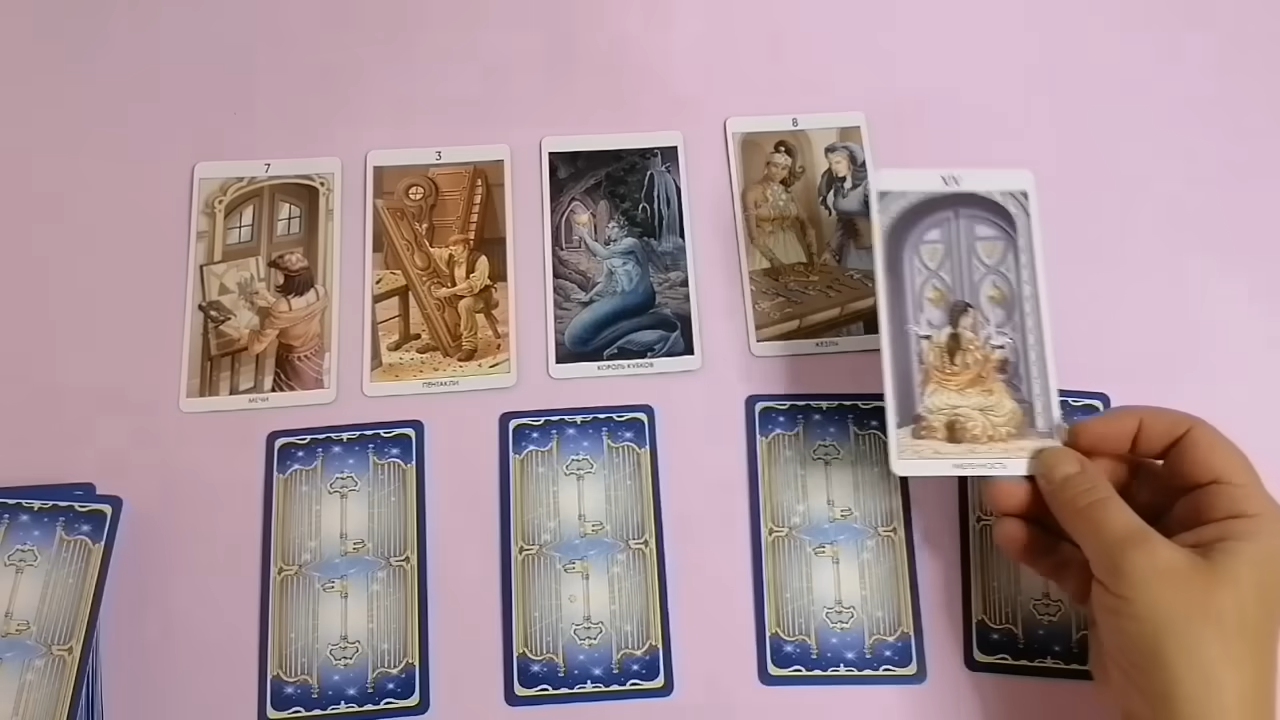 7
МЕЧИ
3
ПЕНТАКЛИ
КОРОЛЬ КУБКОВ
8
ЖЕЗЛЫ
XIV
УМЕРЕННОСТЬ